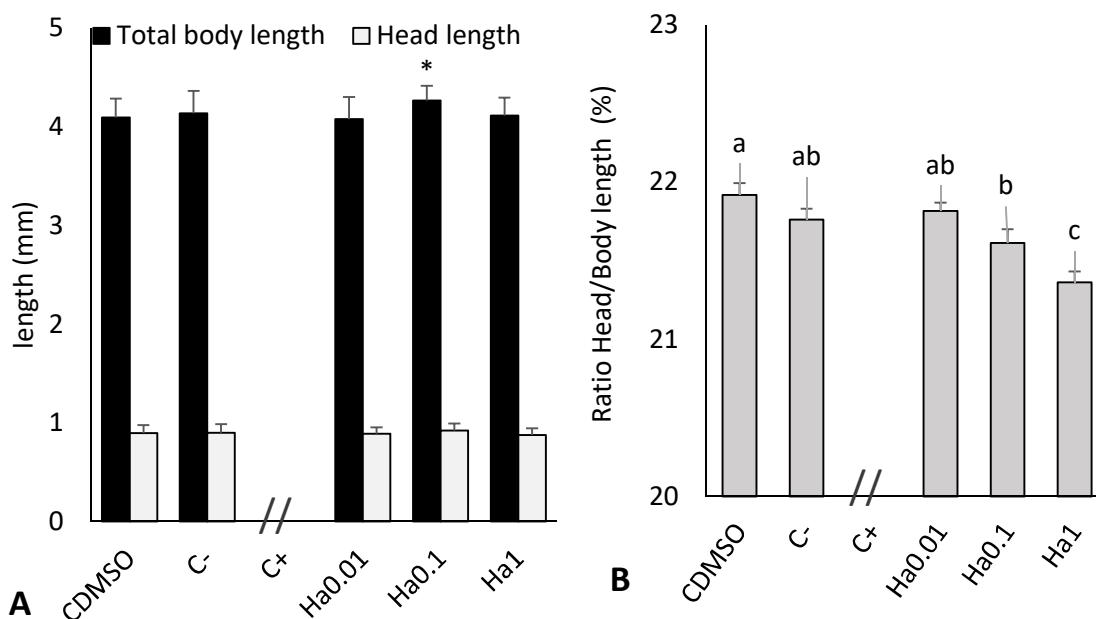 Total body length Head length
*
5
4
3
2
1
0
length (mm)
CDMSO C- C+ Ha0.01 Ha0.1 Ha1
A
23
22
21
20
Ratio Head/Body length (%)
a ab ab b c
CDMSO C- C+ Ha0.01 Ha0.1 Ha1
B